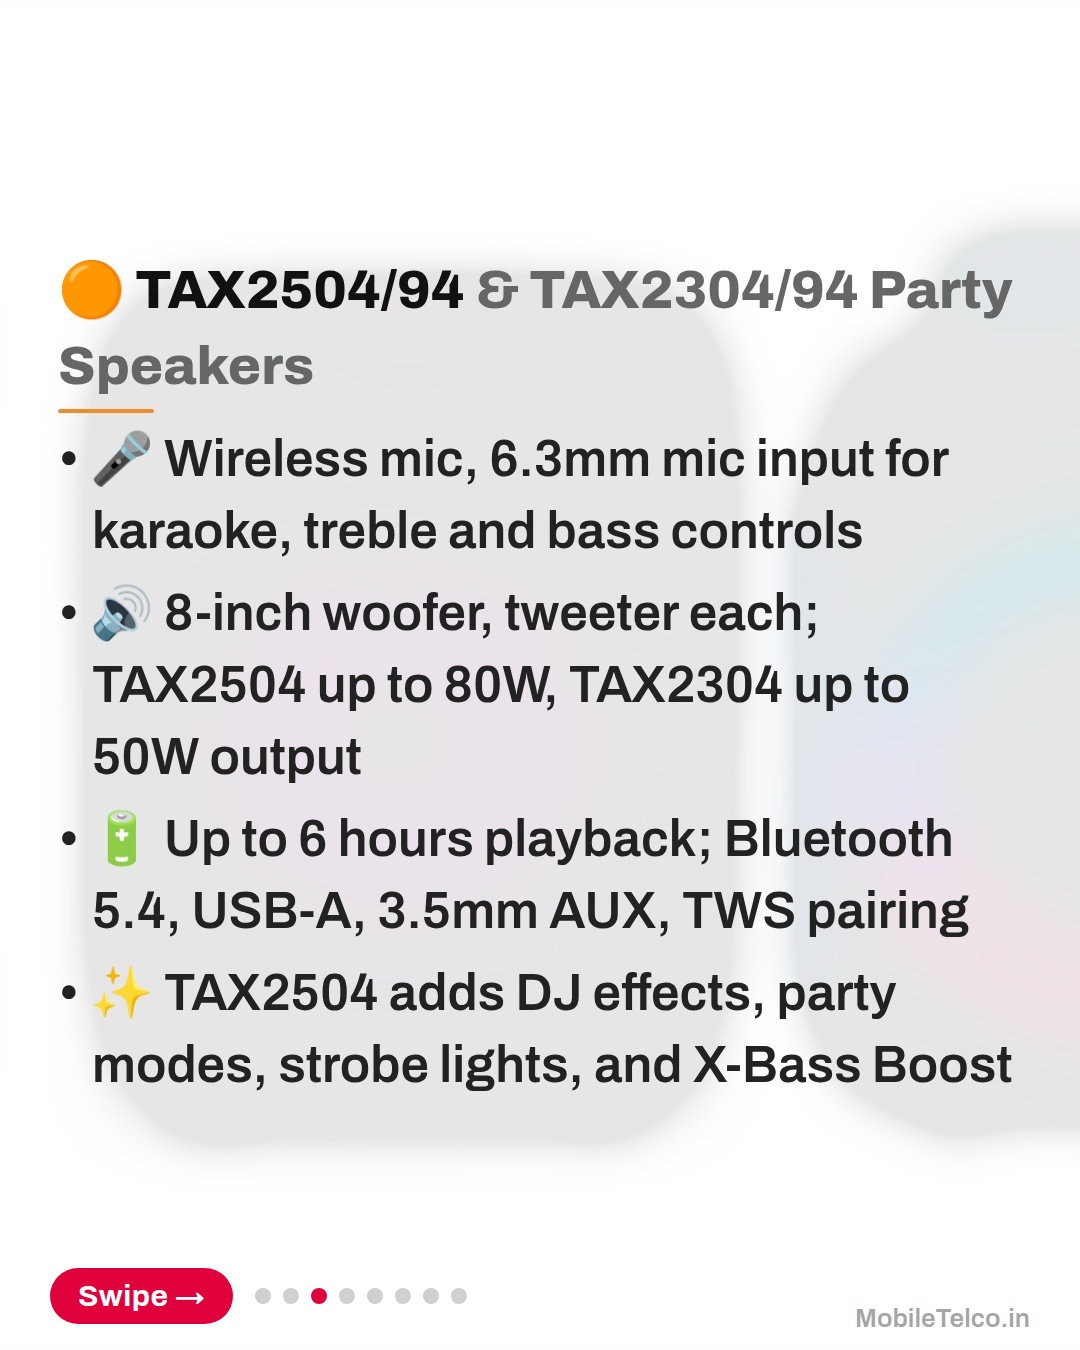 🟠 TAX2504/94 & TAX2304/94 Party
Speakers
• 🎤 Wireless mic, 6.3mm mic input for
karaoke, treble and bass controls
• 🔊 8-inch woofer, tweeter each;
TAX2504 up to 80W, TAX2304 up to
50W output
• 🔋 Up to 6 hours playback; Bluetooth
5.4, USB-A, 3.5mm AUX, TWS pairing
• ✨ TAX2504 adds DJ effects, party
modes, strobe lights, and X-Bass Boost
Swipe →
MobileTelco.in